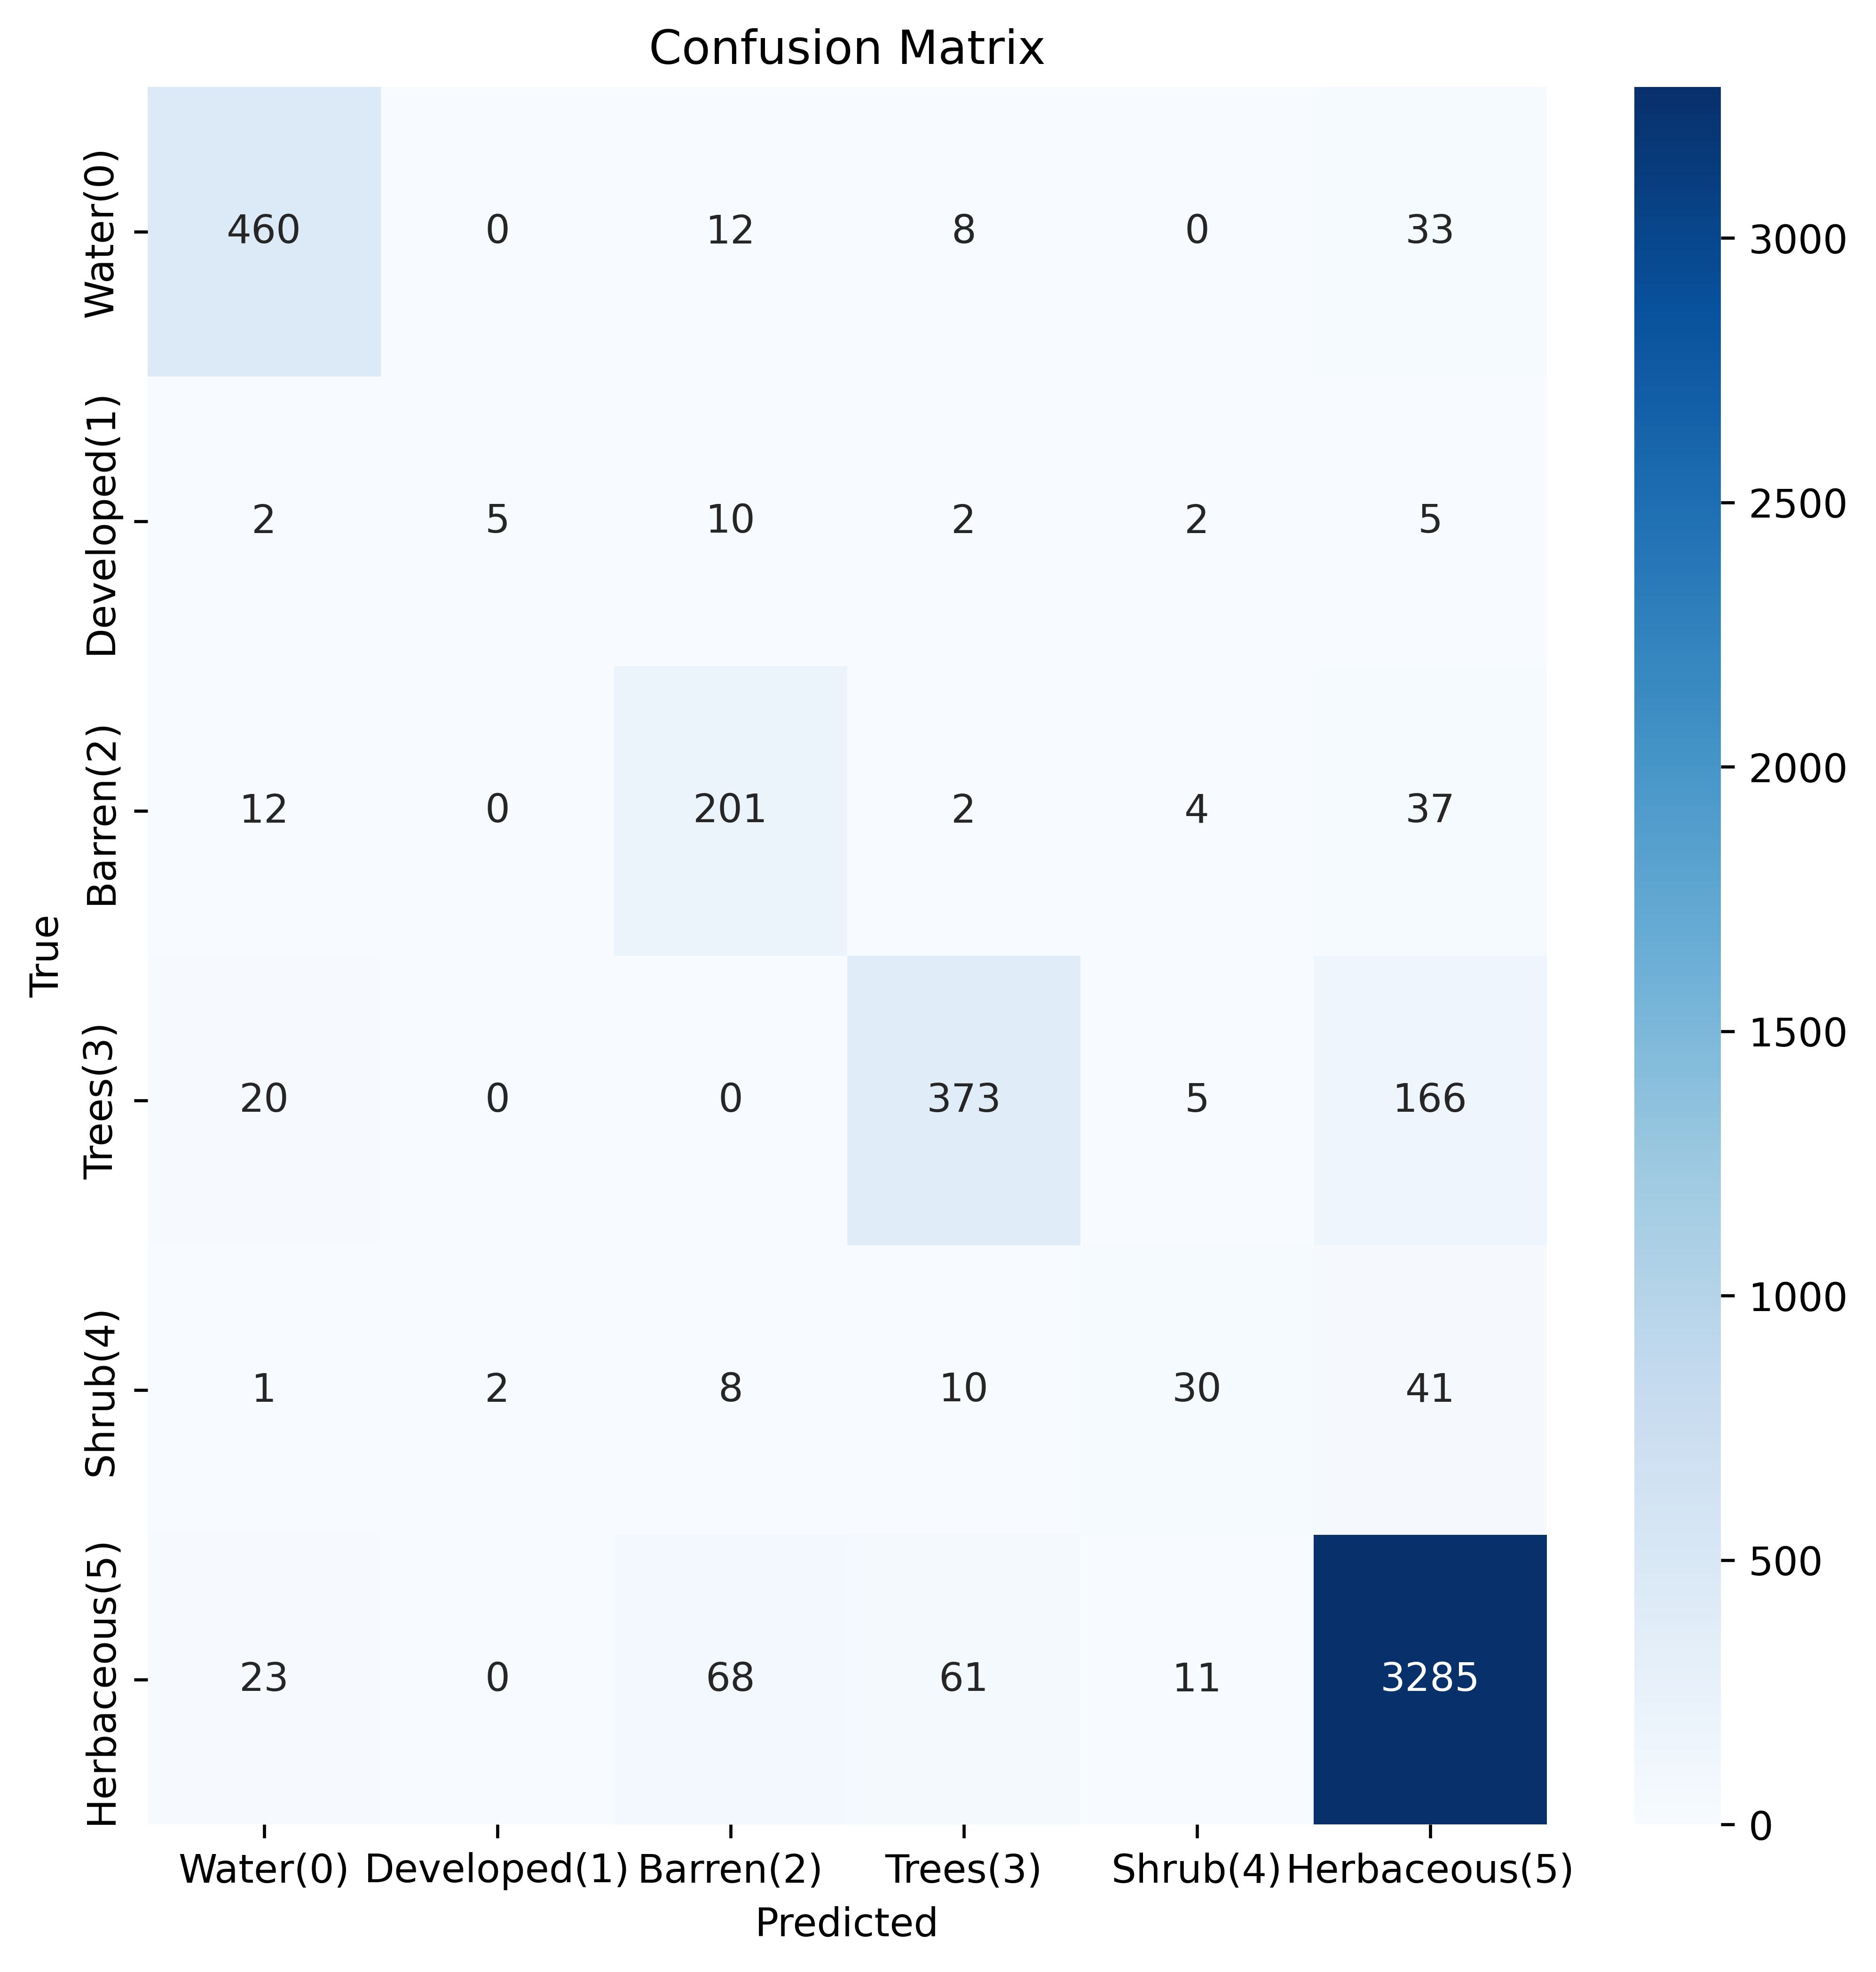 Confusion Matrix
True
Water(0) 460 0 12 8 0 33
Developed(1) 2 5 10 2 2 5
Barren(2) 12 0 201 2 4 37
Trees(3) 20 0 0 373 5 166
Shrub(4) 1 2 8 10 30 41
Herbaceous(5) 23 0 68 61 11 3285
Water(0) Developed(1) Barren(2) Trees(3) Shrub(4) Herbaceous(5)
Predicted
3000
2500
2000
1500
1000
500
0